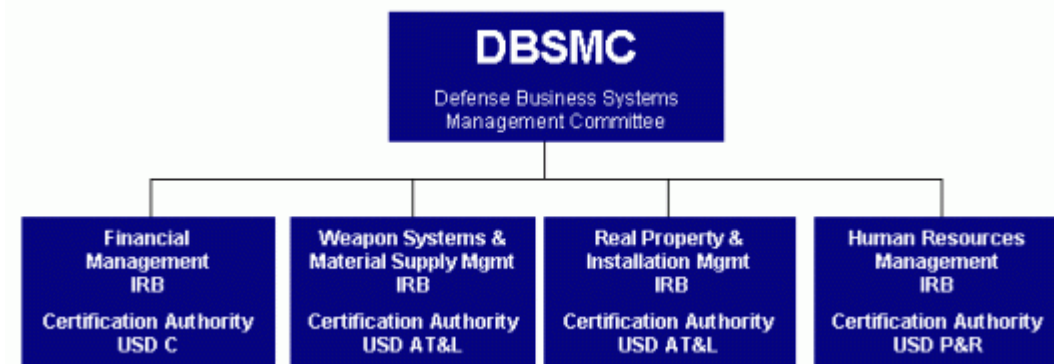 DBSMC
Defense Business Systems
Management Committee
Financial
Management
IRB
Certification Authority
USD C
Weapon Systems &
Material Supply Mgmt
IRB
Certification Authority
USD AT&L
Real Property &
Installation Mgmt
IRB
Certification Authority
USD AT&L
Human Resources
Management
IRB
Certification Authority
USD P&R